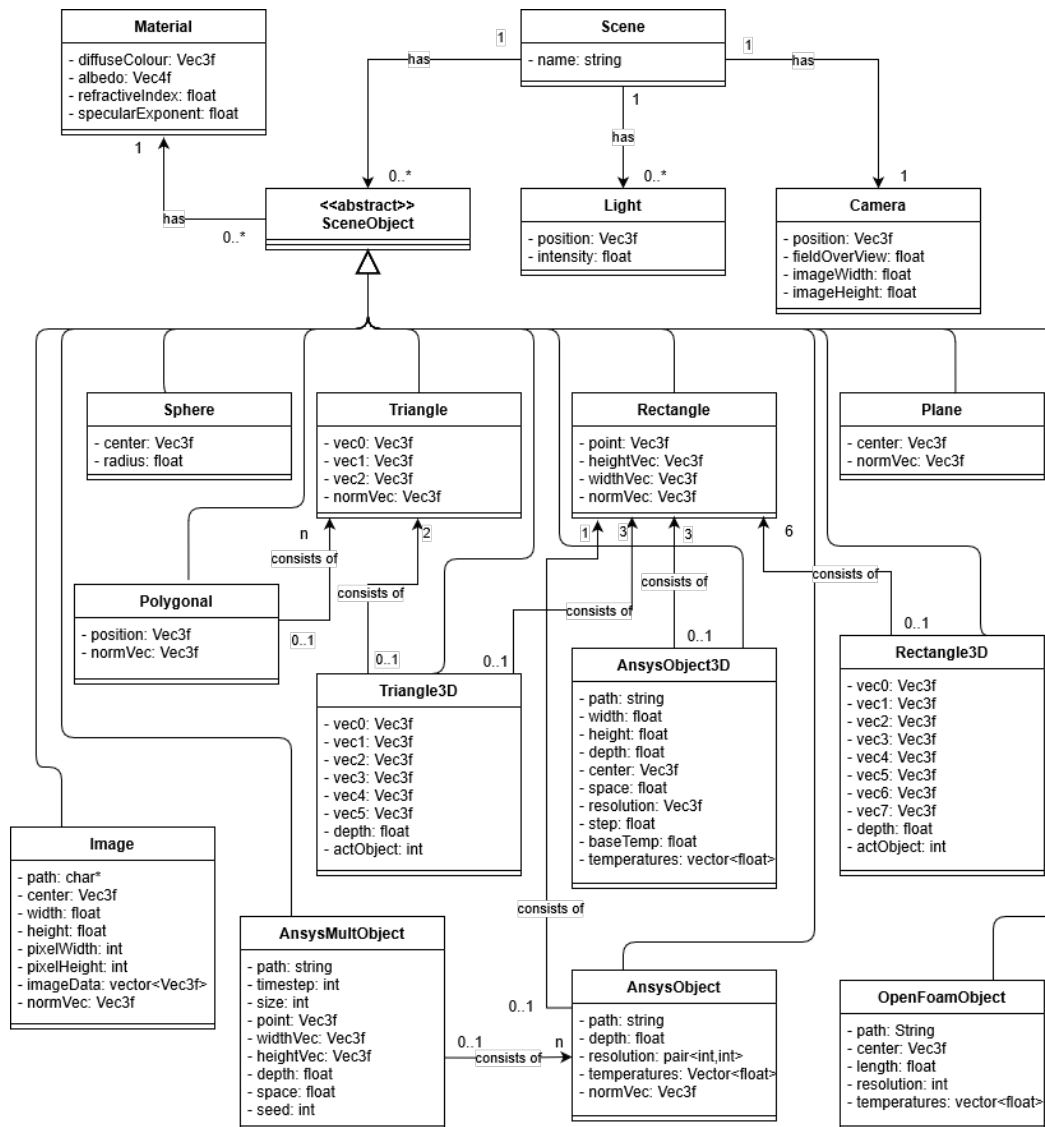 Material
- diffuseColour: Vec3f
- albedo: Vec4f
- refractiveIndex: float
- specularExponent: float
Scene
- name: string
1
has
1
has
1
has
1
has
0..*
0..*
0..*
1
<<abstract>>
SceneObject
Light
- position: Vec3f
- intensity: float
Camera
- position: Vec3f
- fieldOverView: float
- imageWidth: float
- imageHeight: float
Sphere
- center: Vec3f
- radius: float
Triangle
- vec0: Vec3f
- vec1: Vec3f
- vec2: Vec3f
- normVec: Vec3f
Rectangle
- point: Vec3f
- heightVec: Vec3f
- widthVec: Vec3f
- normVec: Vec3f
Plane
- center: Vec3f
- normVec: Vec3f
n
consists of
0..1
2
consists of
0..1
1
3
consists of
0..1
3
consists of
0..1
6
consists of
0..1
Polygonal
- position: Vec3f
- normVec: Vec3f
Triangle3D
- vec0: Vec3f
- vec1: Vec3f
- vec2: Vec3f
- vec3: Vec3f
- vec4: Vec3f
- vec5: Vec3f
- depth: float
- actObject: int
AnsysObject3D
- path: string
- width: float
- height: float
- depth: float
- center: Vec3f
- space: float
- resolution: Vec3f
- step: float
- baseTemp: float
- temperatures: vector<float>
Rectangle3D
- vec0: Vec3f
- vec1: Vec3f
- vec2: Vec3f
- vec3: Vec3f
- vec4: Vec3f
- vec5: Vec3f
- vec6: Vec3f
- vec7: Vec3f
- depth: float
- actObject: int
Image
- path: char*
- center: Vec3f
- width: float
- height: float
- pixelWidth: int
- pixelHeight: int
- imageData: vector<Vec3f>
- normVec: Vec3f
consists of
0..1
AnsysMultObject
- path: string
- timestep: int
- size: int
- point: Vec3f
- widthVec: Vec3f
- heightVec: Vec3f
- depth: float
- space: float
- seed: int
0..1
consists of
n
AnsysObject
- path: string
- depth: float
- resolution: pair<int,int>
- temperatures: Vector<float>
- normVec: Vec3f
OpenFoamObject
- path: String
- center: Vec3f
- length: float
- resolution: int
- temperatures: vector<float>